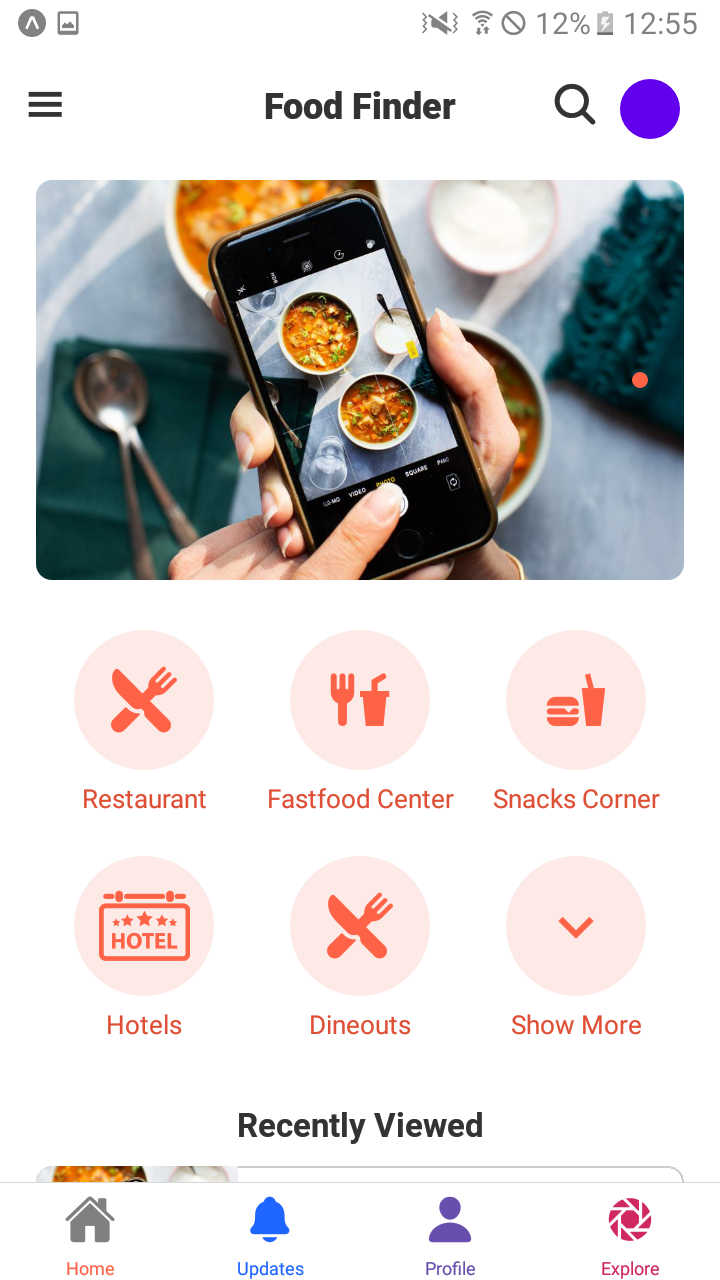 12% 12:55
Food Finder
HDR
SLO-MO VIDEO PHOTO SQUARE PANO
Restaurant Fastfood Center Snacks Corner
HOTEL
Hotels Dineouts Show More
Recently Viewed
Home Updates Profile Explore